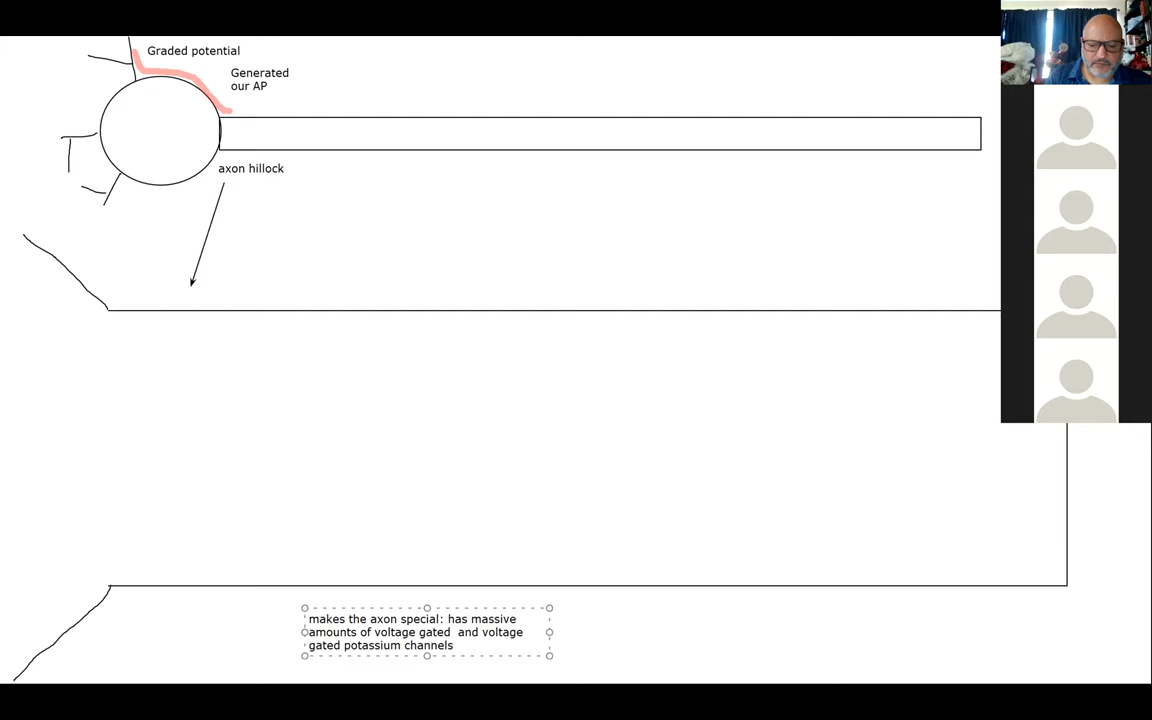 Graded potential
Generated
our AP
axon hillock
makes the axon special: has massive
amounts of voltage gated  and voltage
gated potassium channels